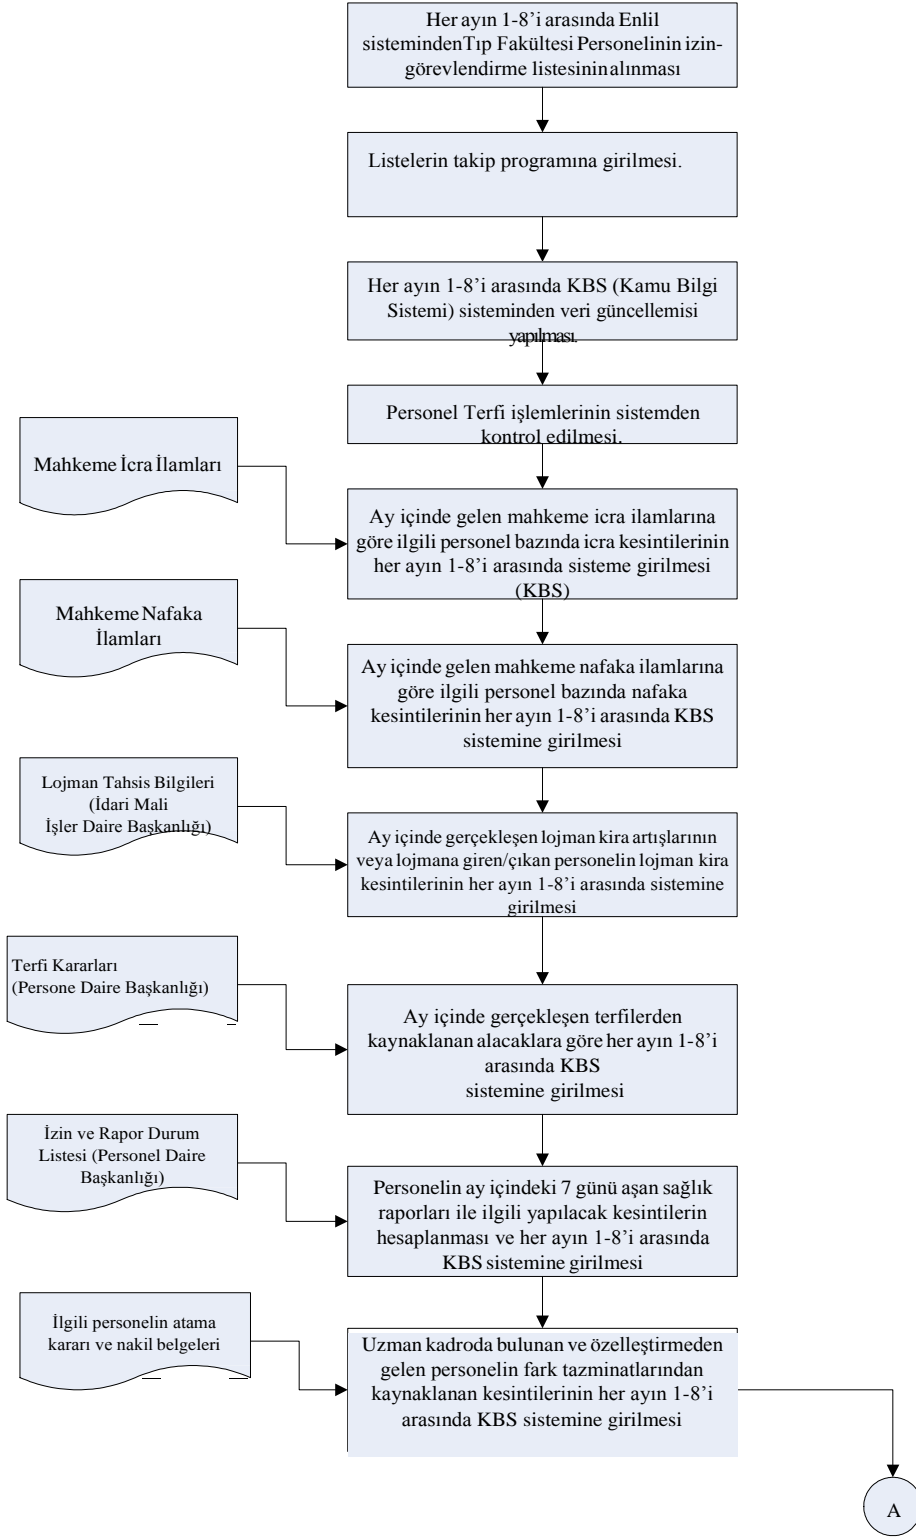 Her ayın 1-8’i arasında Enlil
sisteminden Tıp Fakültesi Personelinin izin-
görevlendirme listesinin alınması
Listelerin takip programına girilmesi.
Her ayın 1-8’i arasında KBS (Kamu Bilgi
Sistemi) sisteminden veri güncellemisi
yapılması.
Personel Terfi işlemlerinin sistemden
kontrol edilmesi.
Mahkeme İcra İlamları
Ay içinde gelen mahkeme icra ilamlarına
göre ilgili personel bazında icra kesintilerinin
her ayın 1-8’i arasında sisteme girilmesi
(KBS)
Mahkeme Nafaka
İlamları
Ay içinde gelen mahkeme nafaka ilamlarına
göre ilgili personel bazında nafaka
kesintilerinin her ayın 1-8’i arasında KBS
sistemine girilmesi
Lojman Tahsis Bilgileri
(İdari Mali
İşler Daire Başkanlığı)
Ay içinde gerçekleşen lojman kira artışlarının
veya lojmana giren/çıkan personelin lojman kira
kesintilerinin her ayın 1-8’i arasında sistemine
girilmesi
Terfi Kararları
(Persone Daire Başkanlığı)
Ay içinde gerçekleşen terfilerden
kaynaklanan alacaklara göre her ayın 1-8’i
arasında KBS
sistemine girilmesi
İzin ve Rapor Durum
Listesi (Personel Daire
Başkanlığı)
Personelin ay içindeki 7 günü aşan sağlık
raporları ile ilgili yapılacak kesintilerin
hesaplanması ve her ayın 1-8’i arasında
KBS sistemine girilmesi
İlgili personelin atama
kararı ve nakil belgeleri
Uzman kadroda bulunan ve özelleştirmeden
gelen personelin fark tazminatlarından
kaynaklanan kesintilerinin her ayın 1-8’i
arasında KBS sistemine girilmesi
A